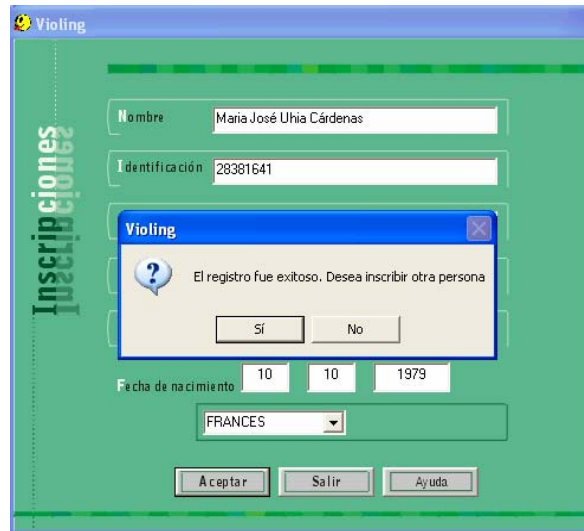 Violing
Inscripciones
Nombre
Maria José Uhia Cárdenas
Identificación
28381641
Violing
El registro fue exitoso. Desea inscribir otra persona
Sí
No
Fecha de nacimiento
10
10
1979
FRANCES
Aceptar
Salir
Ayuda